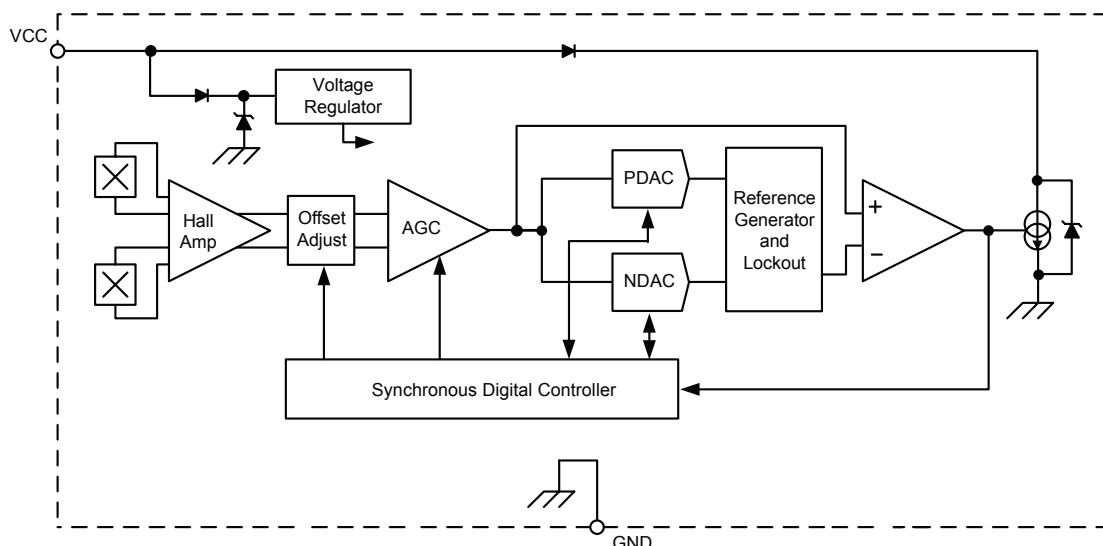 VCC
Voltage
Regulator
Hall
Amp
Offset
Adjust
AGC
PDAC
NDAC
Reference
Generator
and
Lockout
+
−
Synchronous Digital Controller
GND